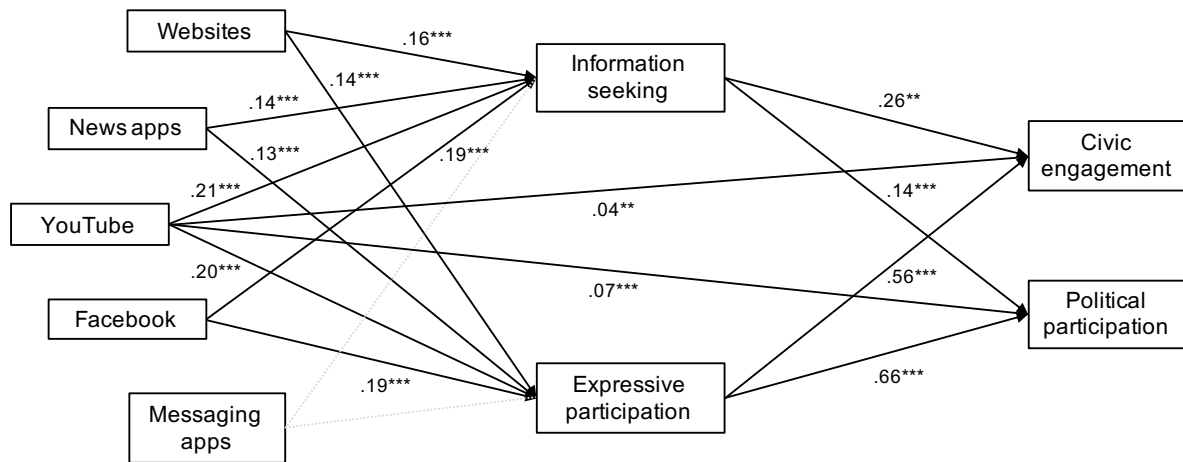 Websites
.16***
Information
seeking
.14***
.26**
News apps
.14***
Civic
engagement
.13***
.19***
.21***
.14***
YouTube
.04**
.20***
.07***
.56***
Facebook
Political
participation
.19***
.66***
Expressive
participation
Messaging
apps